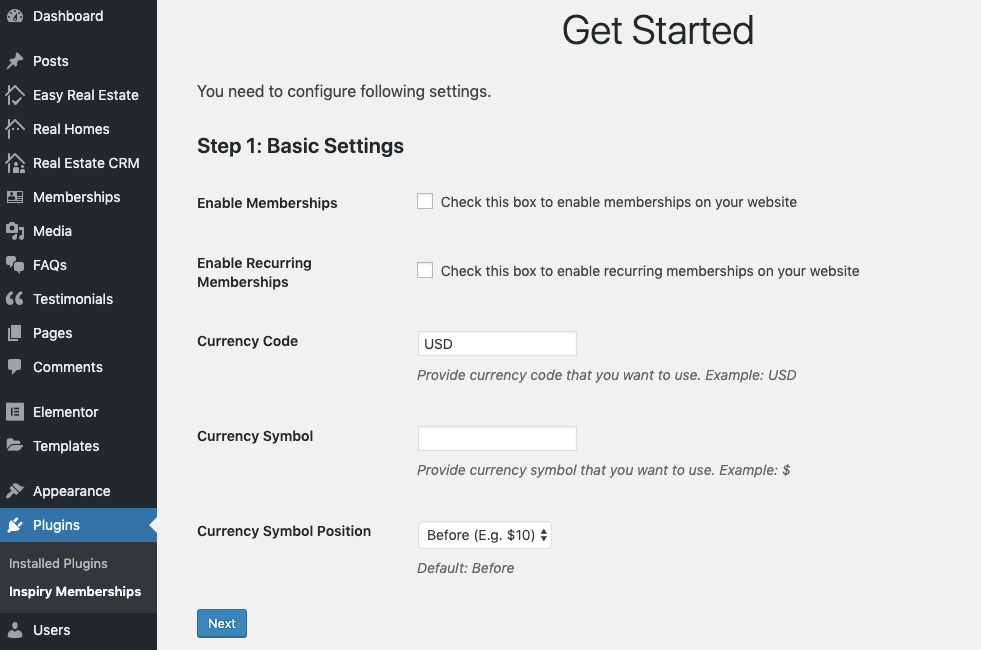 Dashboard
Posts
Easy Real Estate
Real Homes
Real Estate CRM
Memberships
Media
FAQs
Testimonials
Pages
Comments
Elementor
Templates
Appearance
Plugins
Installed Plugins
Inspiry Memberships
Users
Get Started
You need to configure following settings.
Step 1: Basic Settings
Enable Memberships
Check this box to enable memberships on your website
Enable Recurring
Memberships
Check this box to enable recurring memberships on your website
Currency Code
USD
Provide currency code that you want to use. Example: USD
Currency Symbol
Provide currency symbol that you want to use. Example: $
Currency Symbol Position
Before (E.g. $10)
Default: Before
Next